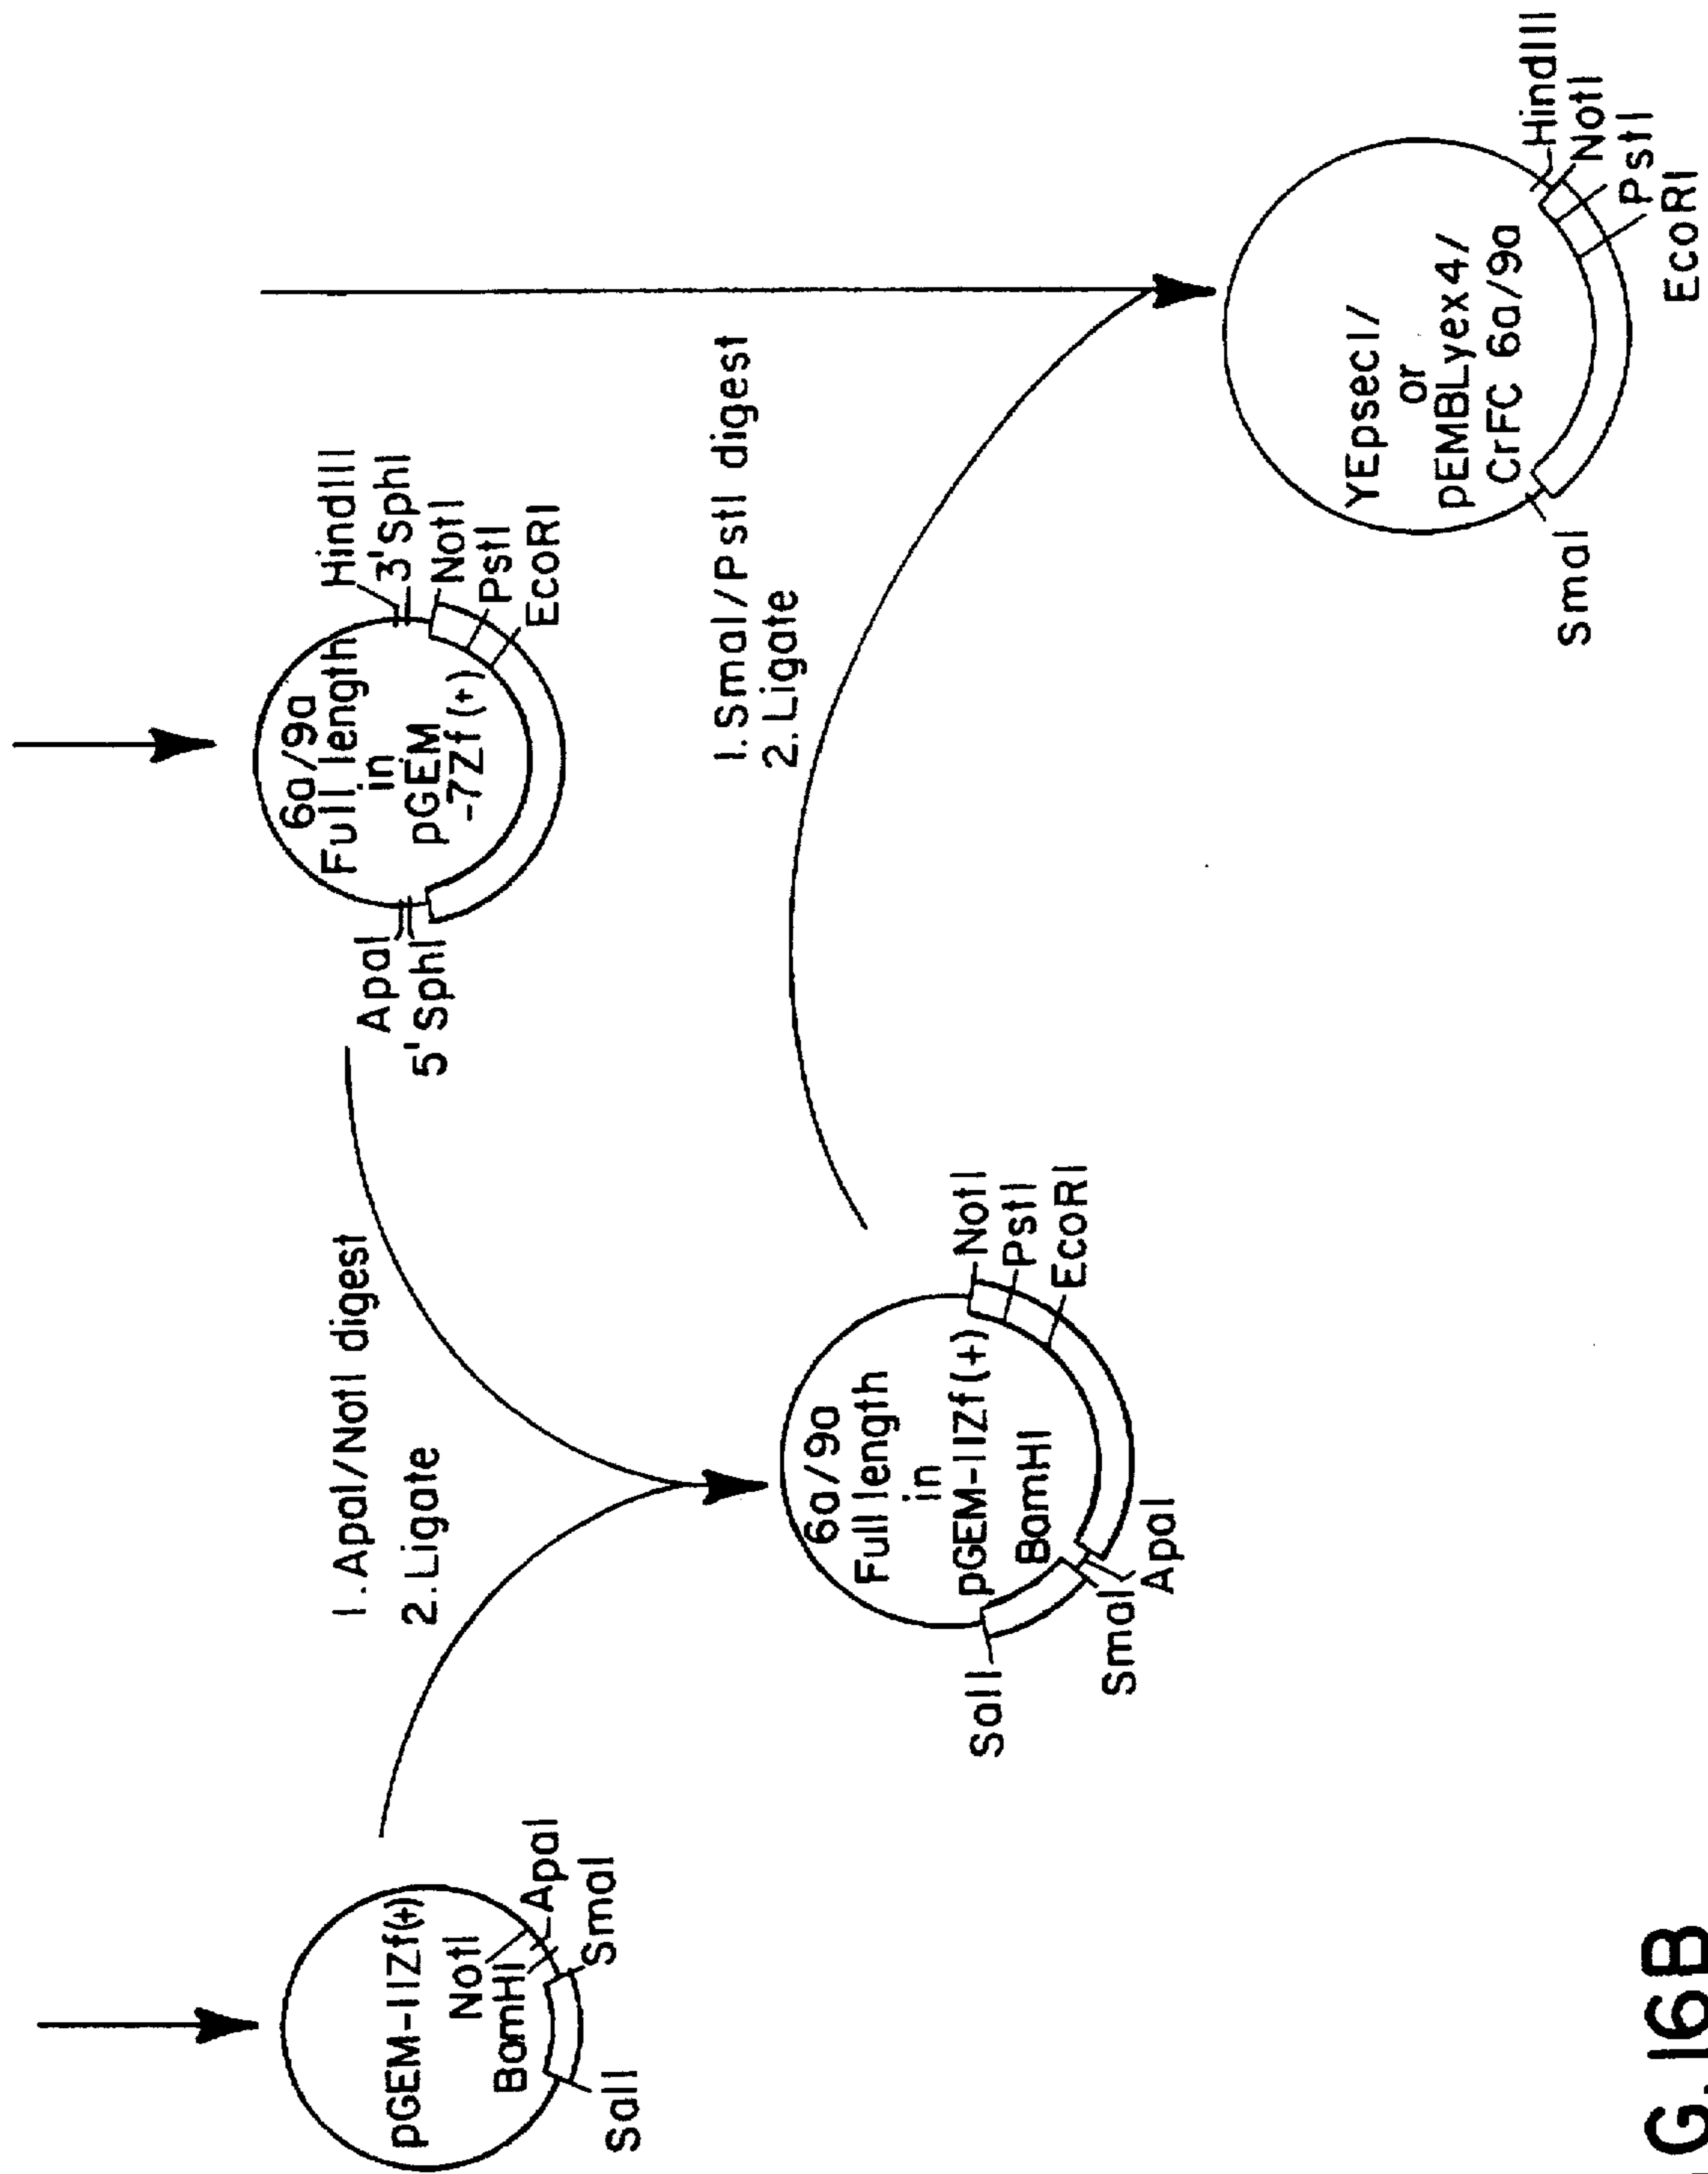 pGEM-11Zf(+)
NotI
BamHI
ApaI
SmaI
SalI
1. ApaI/NotI digest
2. Ligate
6a/9a
Full length
in
pGEM
-7Zf(+)
HindIII
3'SphI
NotI
PstI
EcoRI
ApaI
5'SphI
6a/9a
Full length
in
pGEM-11Zf(+)
BamHI
NotI
PstI
EcoRI
SalI
SmaI
ApaI
1. SmaI/PstI digest
2. Ligate
YEpsec1/
or
pEMBLyex4/
CrFC 6a/9a
HindIII
NotI
PstI
EcoRI
SmaI
G. 16B